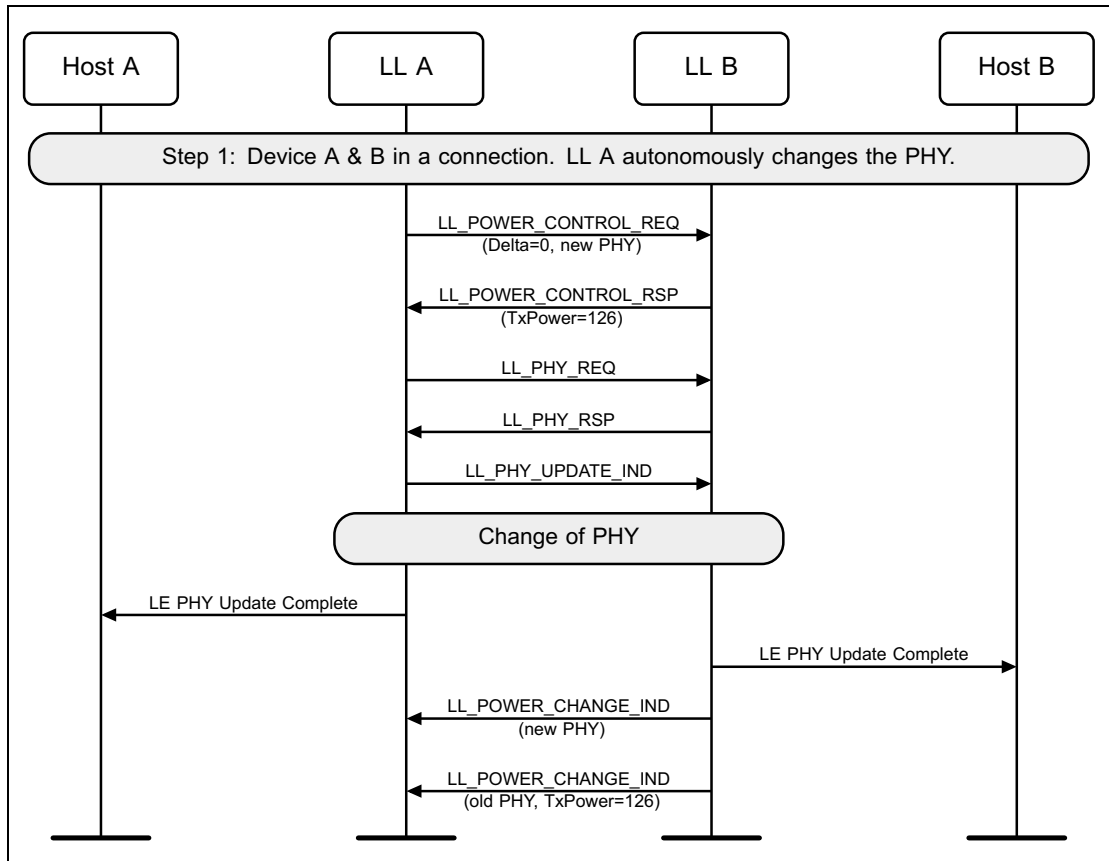 Host A
LL A
LL B
Host B
Step 1: Device A & B in a connection. LL A autonomously changes the PHY.
LL_POWER_CONTROL_REQ
(Delta=0, new PHY)
LL_POWER_CONTROL_RSP
(TxPower=126)
LL_PHY_REQ
LL_PHY_RSP
LL_PHY_UPDATE_IND
Change of PHY
LE PHY Update Complete
LE PHY Update Complete
LL_POWER_CHANGE_IND
(new PHY)
LL_POWER_CHANGE_IND
(old PHY, TxPower=126)